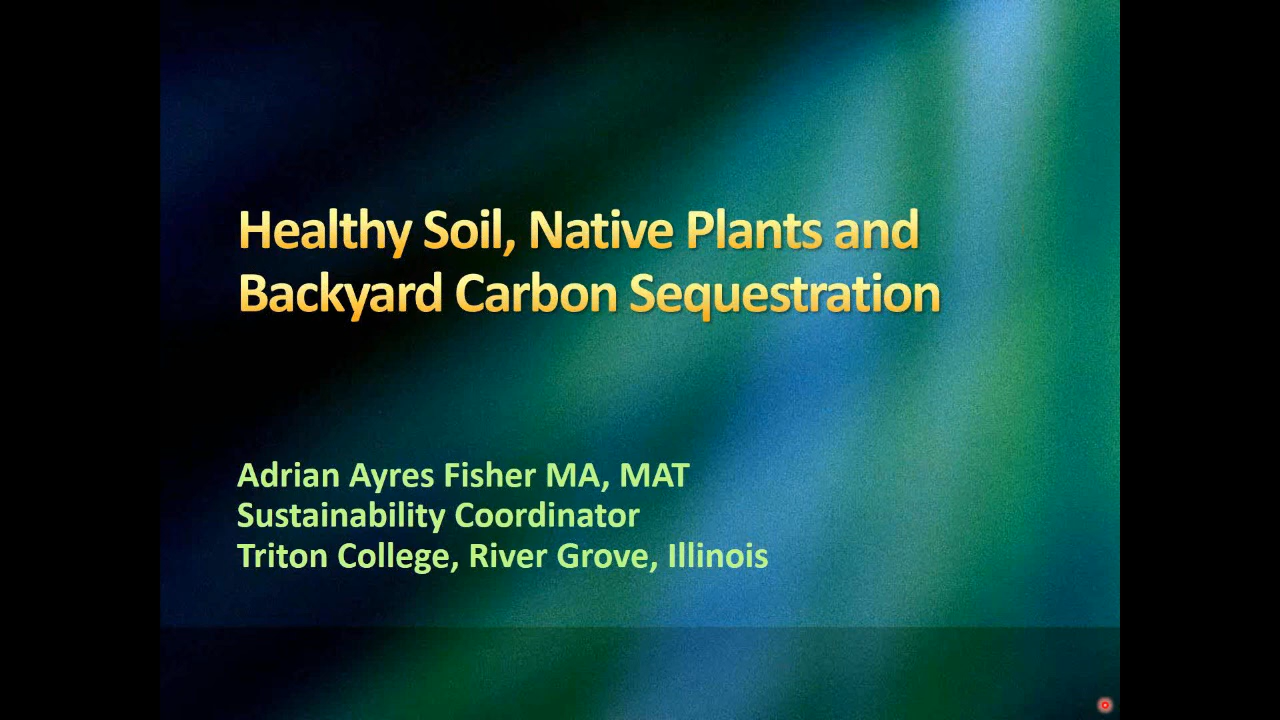 Healthy Soil, Native Plants and
Backyard Carbon Sequestration
Adrian Ayres Fisher MA, MAT
Sustainability Coordinator
Triton College, River Grove, Illinois